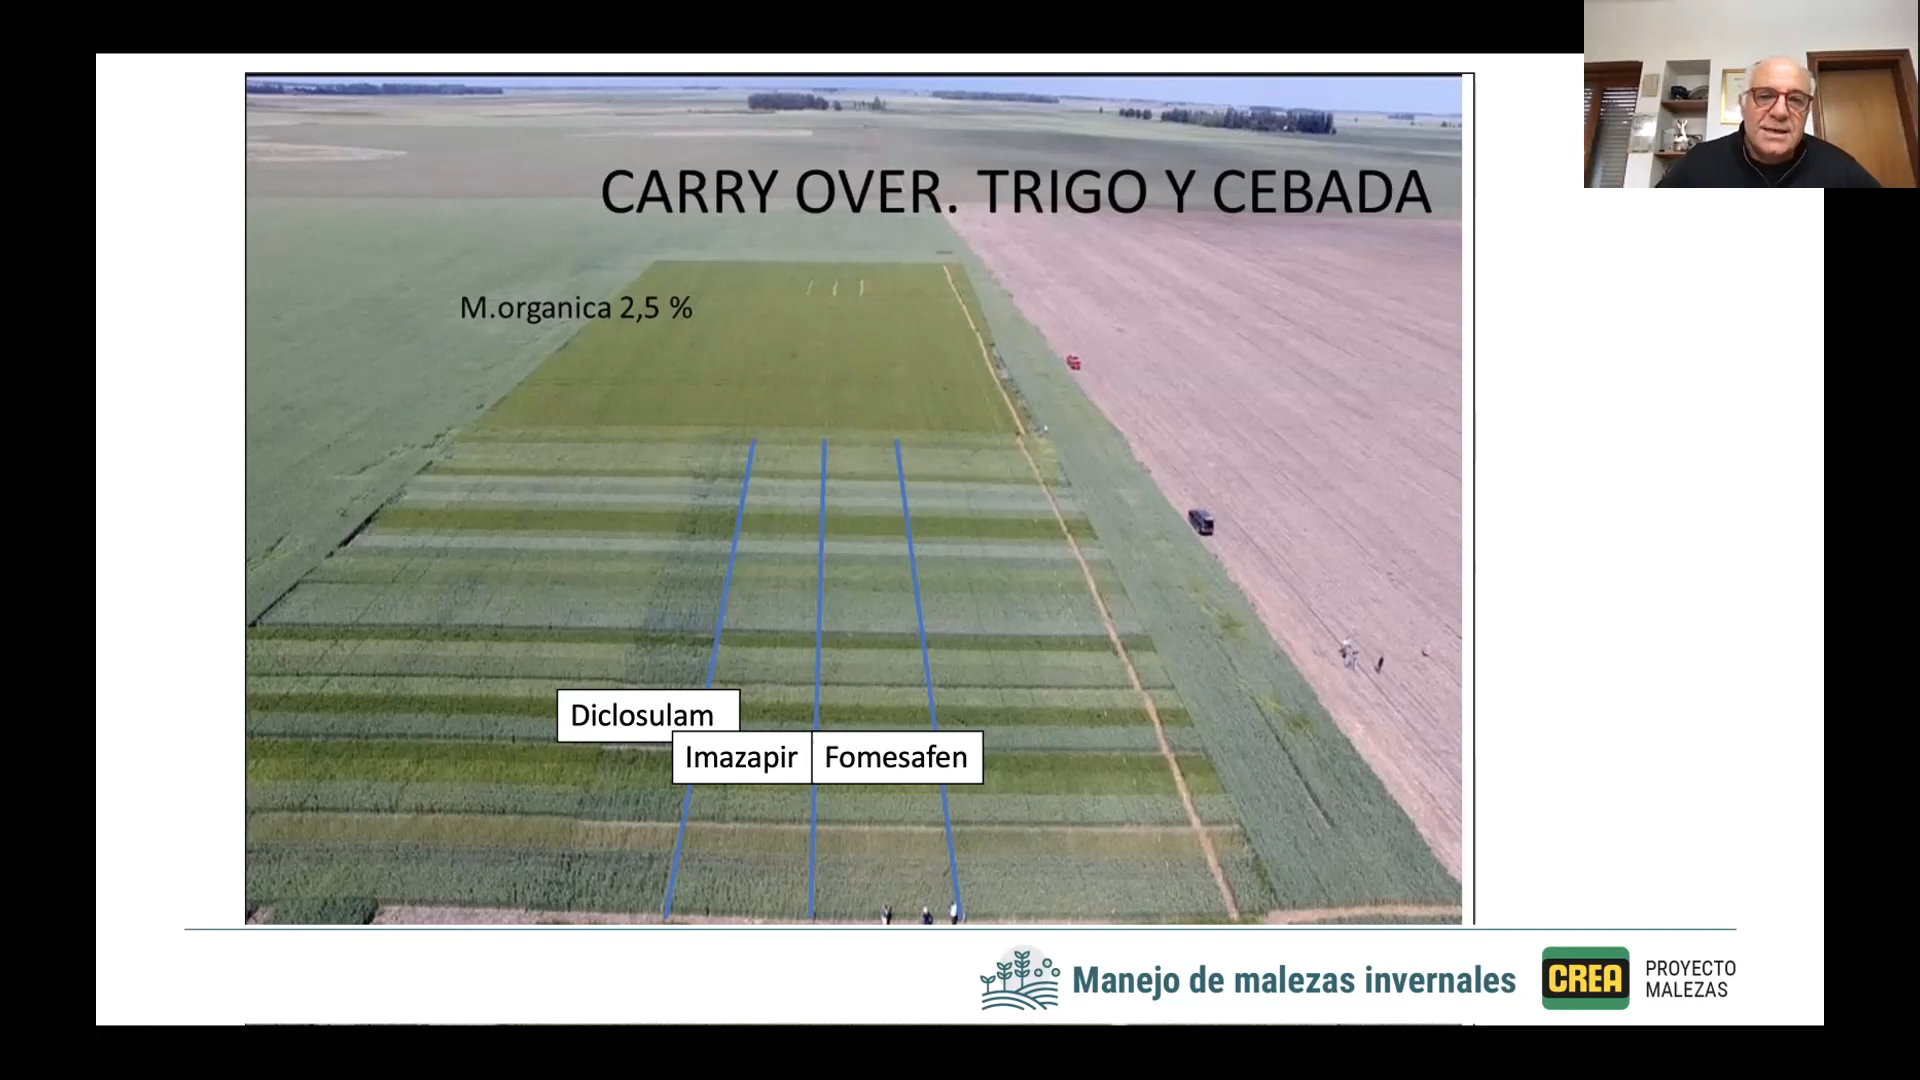 CARRY OVER. TRIGO Y CEBADA
M.organica 2,5 %
Diclosulam
Imazapir
Fomesafen
Manejo de malezas invernales
CREA
PROYECTO
MALEZAS